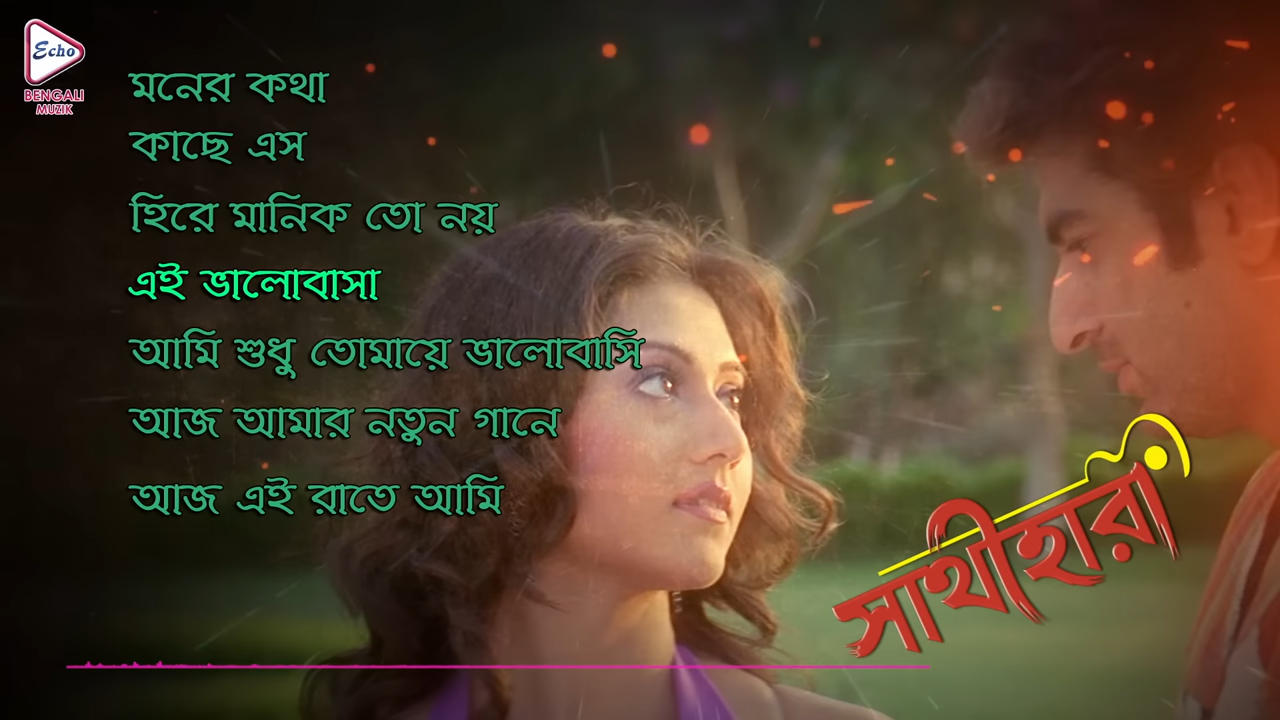 Echo
BENGALI
MUZIK
মনের কথা
কাছে এস
হিরে মানিক তো নয়
এই ভালোবাসা
আমি শুধু তোমায়ে ভালোবাসি
আজ আমার নতুন গানে
আজ এই রাতে আমি
সাথীহারা